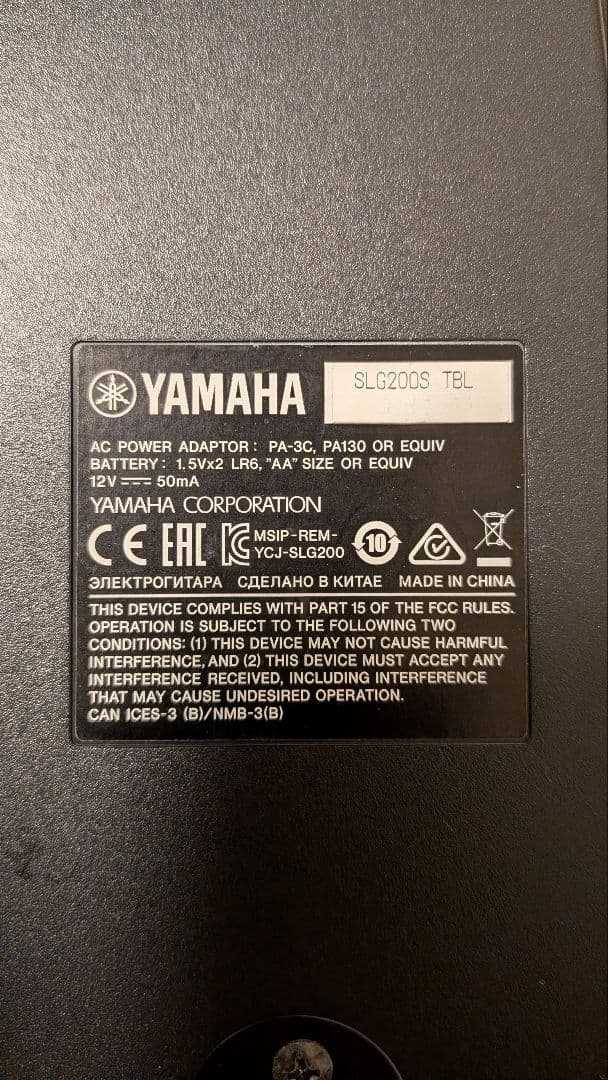 YAMAHA
SLG200S TBL
AC POWER ADAPTOR: PA-3C, PA130 OR EQUIV
BATTERY: 1.5Vx2 LR6, "AA" SIZE OR EQUIV
12V ⎓ 50mA
YAMAHA CORPORATION
CE EAC KC MSIP-REM-
YCJ-SLG200
10
ЭЛЕКТРОГИТАРА СДЕЛАНО В КИТАЕ MADE IN CHINA
THIS DEVICE COMPLIES WITH PART 15 OF THE FCC RULES.
OPERATION IS SUBJECT TO THE FOLLOWING TWO
CONDITIONS: (1) THIS DEVICE MAY NOT CAUSE HARMFUL
INTERFERENCE, AND (2) THIS DEVICE MUST ACCEPT ANY
INTERFERENCE RECEIVED, INCLUDING INTERFERENCE
THAT MAY CAUSE UNDESIRED OPERATION.
CAN ICES-3 (B)/NMB-3(B)